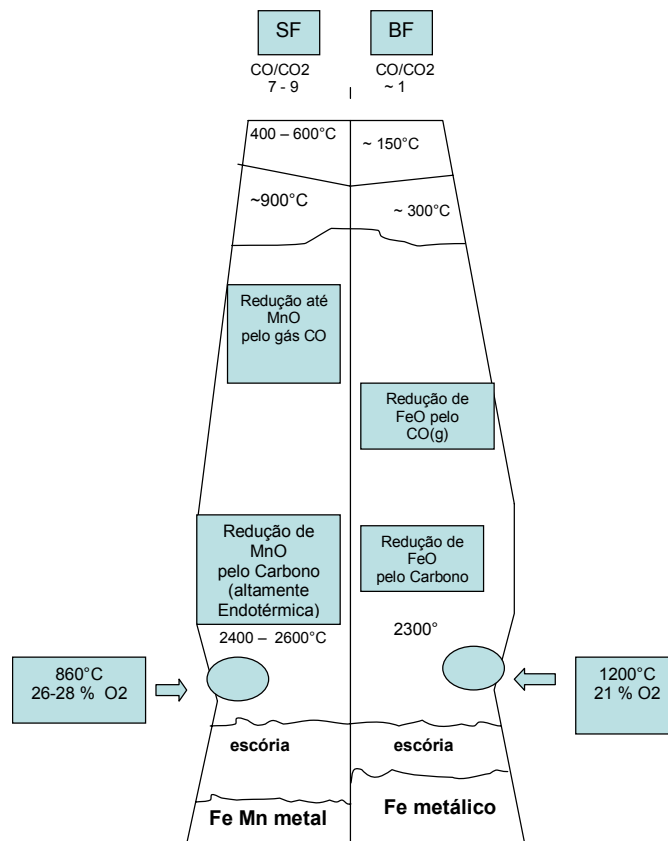 SF
BF
CO/CO2
7 - 9
CO/CO2
~ 1
400 – 600°C
~ 150°C
~900°C
~ 300°C
Redução até
MnO
pelo gás CO
Redução de
FeO pelo
CO(g)
Redução de
MnO
pelo Carbono
(altamente
Endotérmica)
Redução de
FeO
pelo Carbono
2400 – 2600°C
2300°
860°C
26-28 % O2
1200°C
21 % O2
escória
escória
Fe Mn metal
Fe metálico